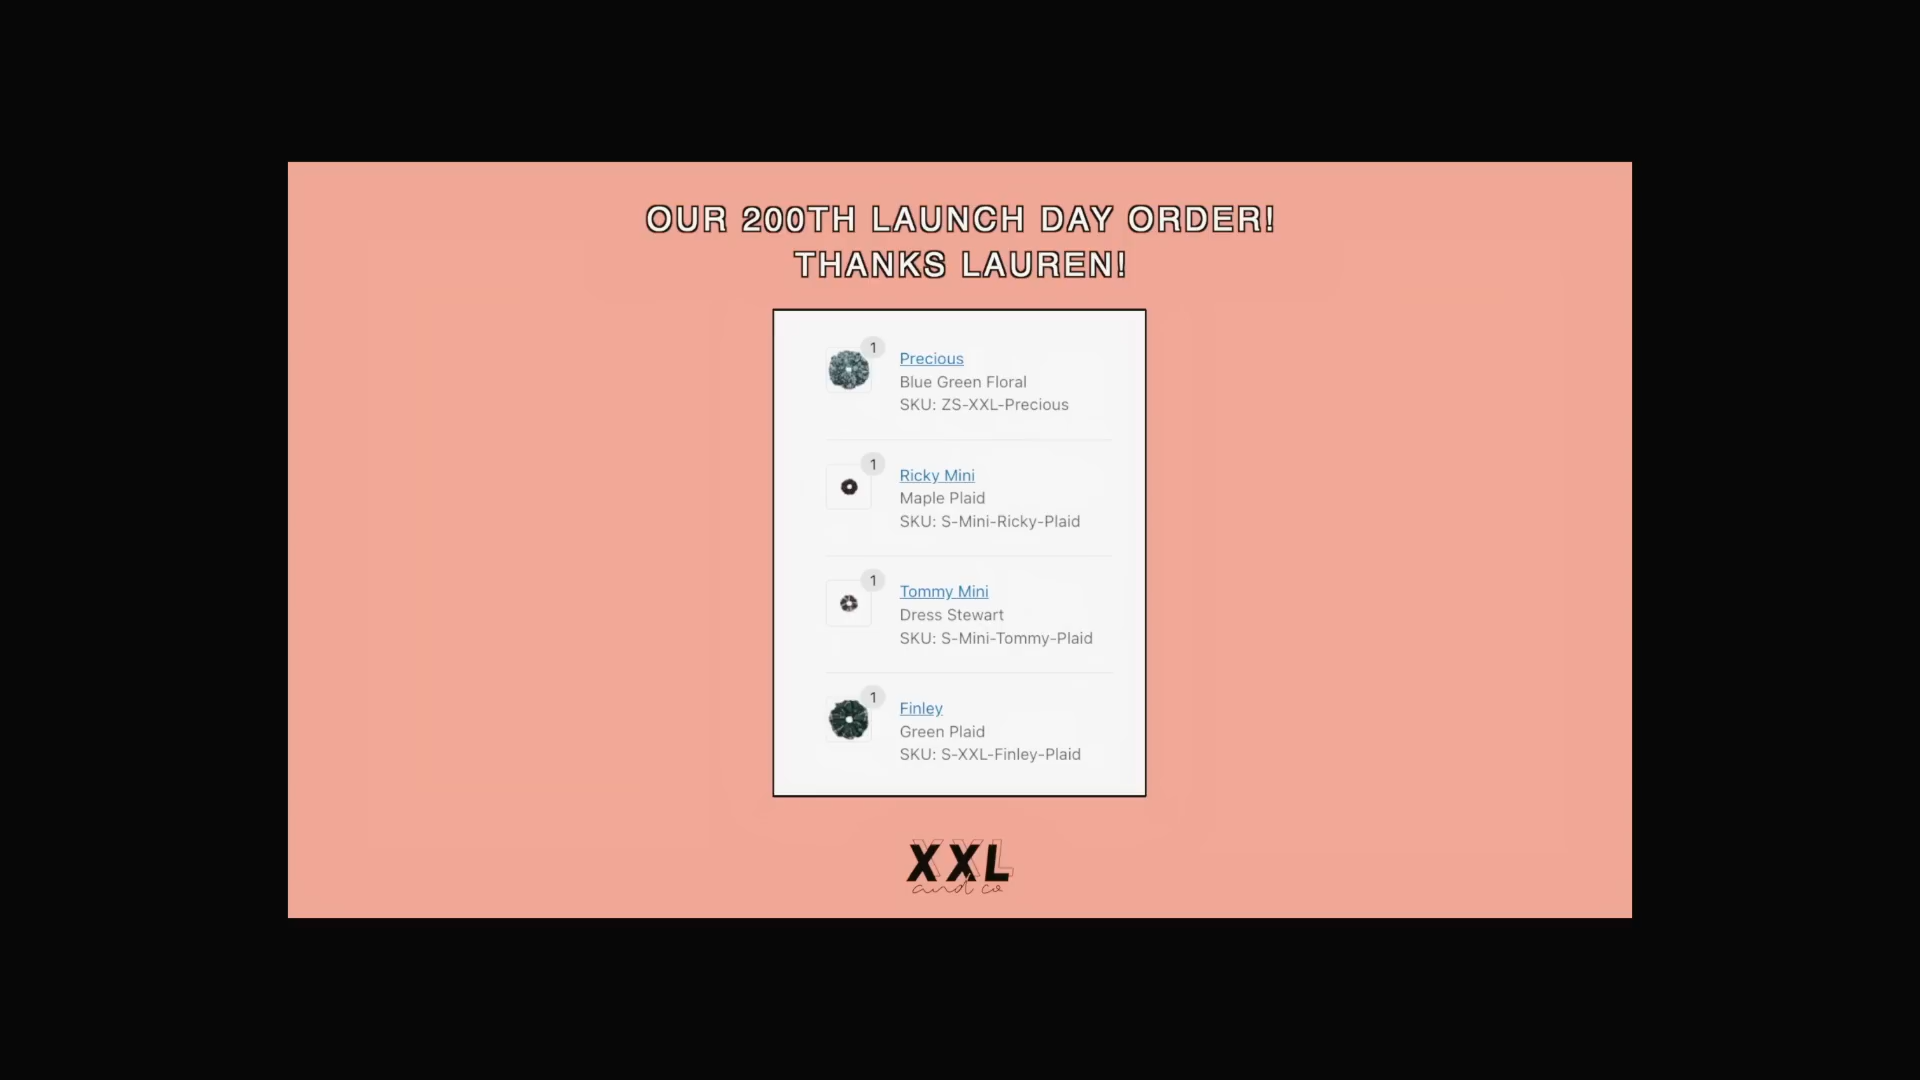 OUR 200TH LAUNCH DAY ORDER!
THANKS LAUREN!
1
Precious
Blue Green Floral
SKU: ZS-XXL-Precious
1
Ricky Mini
Maple Plaid
SKU: S-Mini-Ricky-Plaid
1
Tommy Mini
Dress Stewart
SKU: S-Mini-Tommy-Plaid
1
Finley
Green Plaid
SKU: S-XXL-Finley-Plaid
XXL
and co